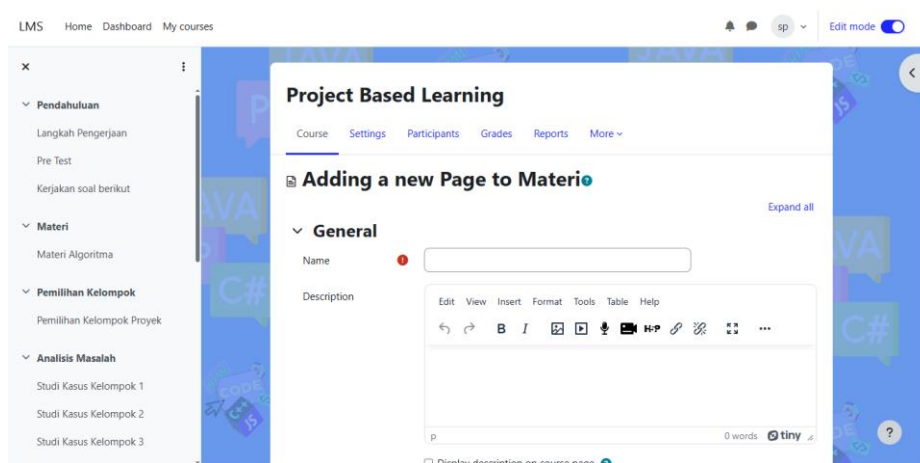 LMS Home Dashboard My courses sp Edit mode
Pendahuluan
Langkah Pengerjaan
Pre Test
Kerjakan soal berikut
Materi
Materi Algoritma
Pemilihan Kelompok
Pemilihan Kelompok Proyek
Analisis Masalah
Studi Kasus Kelompok 1
Studi Kasus Kelompok 2
Studi Kasus Kelompok 3
Project Based Learning
Course Settings Participants Grades Reports More
Adding a new Page to Materi
Expand all
General
Name
Description
Edit View Insert Format Tools Table Help
B I H-P
p 0 words tiny
Display description on course page
JAVA
C#
CODE
JS